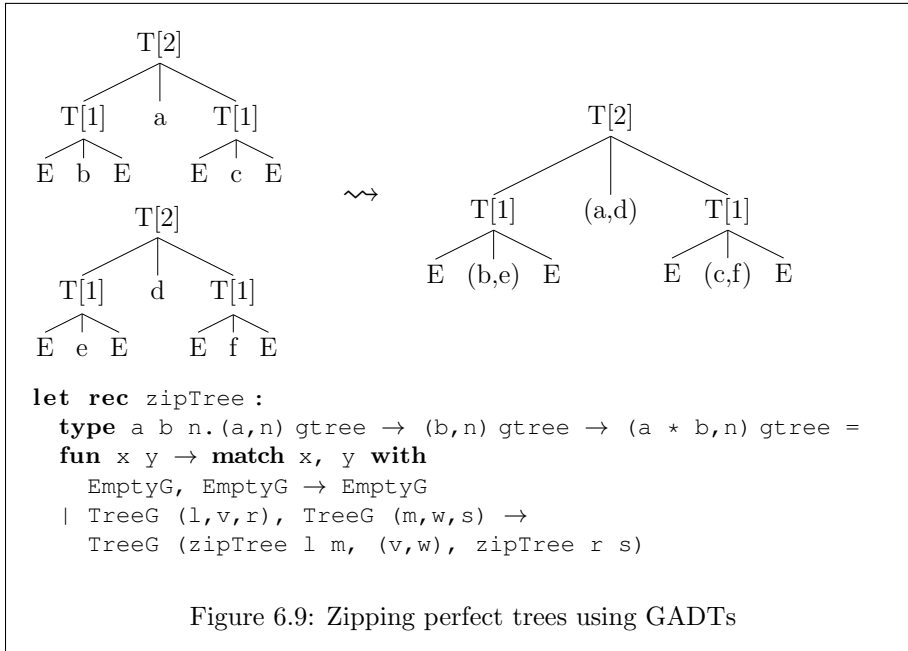 T[2]
T[1] a T[1]
E b E E c E
T[2]
T[1] d T[1]
E e E E f E
⇝
T[2]
T[1] (a,d) T[1]
E (b,e) E E (c,f) E
let rec zipTree :
type a b n.(a,n) gtree → (b,n) gtree → (a * b,n) gtree =
fun x y → match x, y with
EmptyG, EmptyG → EmptyG
| TreeG (l,v,r), TreeG (m,w,s) →
TreeG (zipTree l m, (v,w), zipTree r s)
Figure 6.9: Zipping perfect trees using GADTs